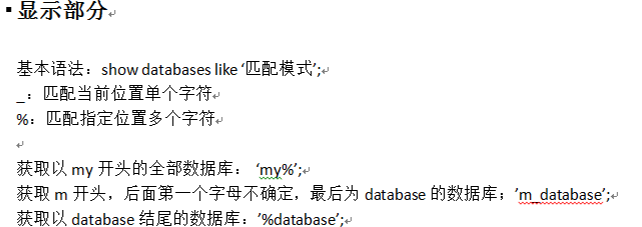 ▪显示部分
基本语法：show databases like ‘匹配模式’;
_：匹配当前位置单个字符
%：匹配指定位置多个字符
获取以 my 开头的全部数据库： ‘my%’;
获取 m 开头，后面第一个字母不确定，最后为 database 的数据库；’m_database’;
获取以 database 结尾的数据库：’%database’;